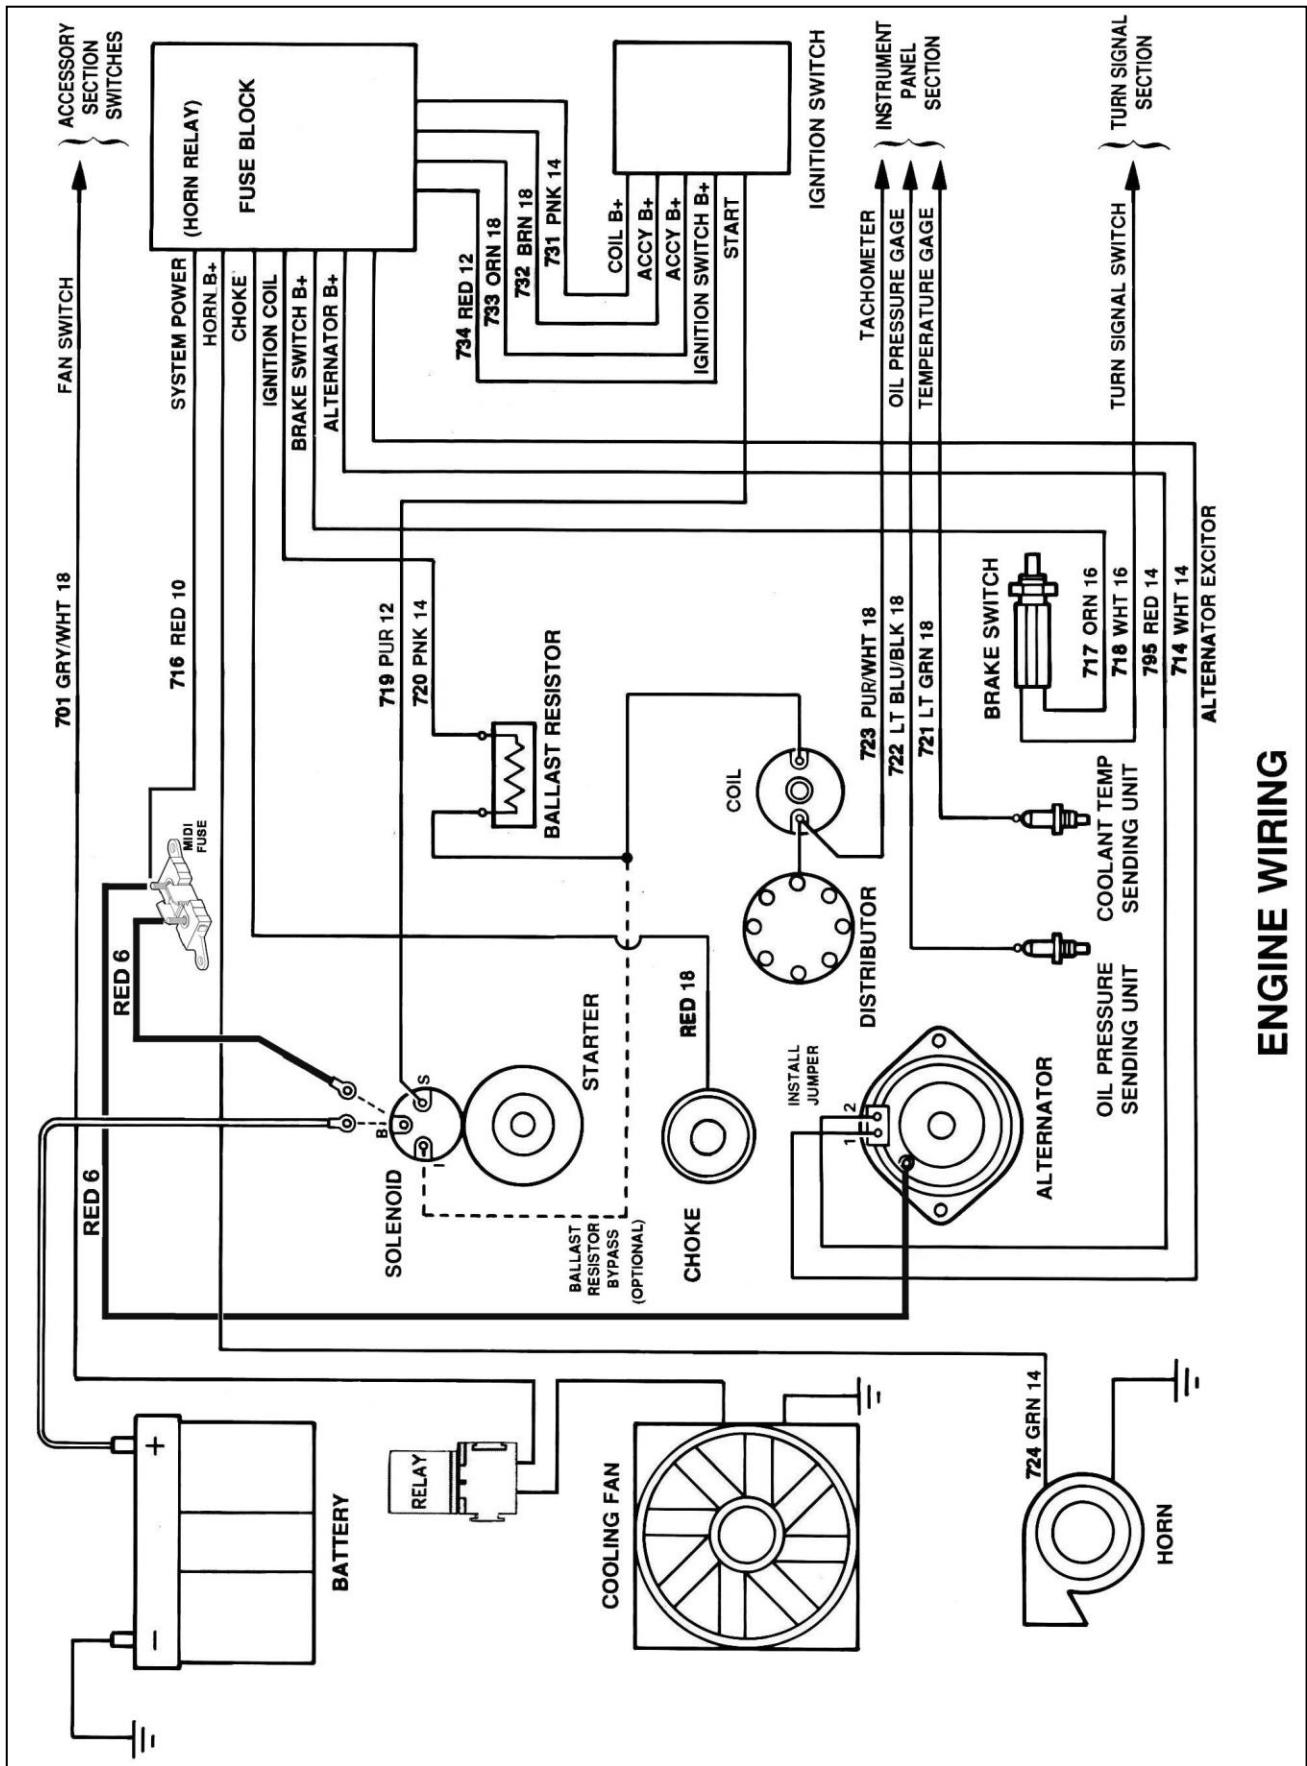 ACCESSORY
SECTION
SWITCHES
FAN SWITCH
701 GRY/WHT 18
(HORN RELAY)
FUSE BLOCK
SYSTEM POWER
HORN B+
CHOKE
IGNITION COIL
BRAKE SWITCH B+
ALTERNATOR B+
716 RED 10
734 RED 12
733 ORN 18
732 BRN 18
731 PNK 14
COIL B+
ACCY B+
ACCY B+
IGNITION SWITCH B+
START
IGNITION SWITCH
INSTRUMENT
PANEL
SECTION
TACHOMETER
OIL PRESSURE GAGE
TEMPERATURE GAGE
TURN SIGNAL
SECTION
TURN SIGNAL SWITCH
719 PUR 12
720 PNK 14
BALLAST RESISTOR
MIDI
FUSE
RED 6
RED 6
723 PUR/WHT 18
722 LT BLU/BLK 18
721 LT GRN 18
BRAKE SWITCH
717 ORN 16
718 WHT 16
795 RED 14
714 WHT 14
ALTERNATOR EXCITOR
COIL
DISTRIBUTOR
COOLANT TEMP
SENDING UNIT
OIL PRESSURE
SENDING UNIT
S
B
I
SOLENOID
STARTER
BALLAST
RESISTOR
BYPASS
(OPTIONAL)
RED 18
CHOKE
INSTALL
JUMPER
1 2
ALTERNATOR
+
-
BATTERY
RELAY
COOLING FAN
724 GRN 14
HORN
ENGINE WIRING